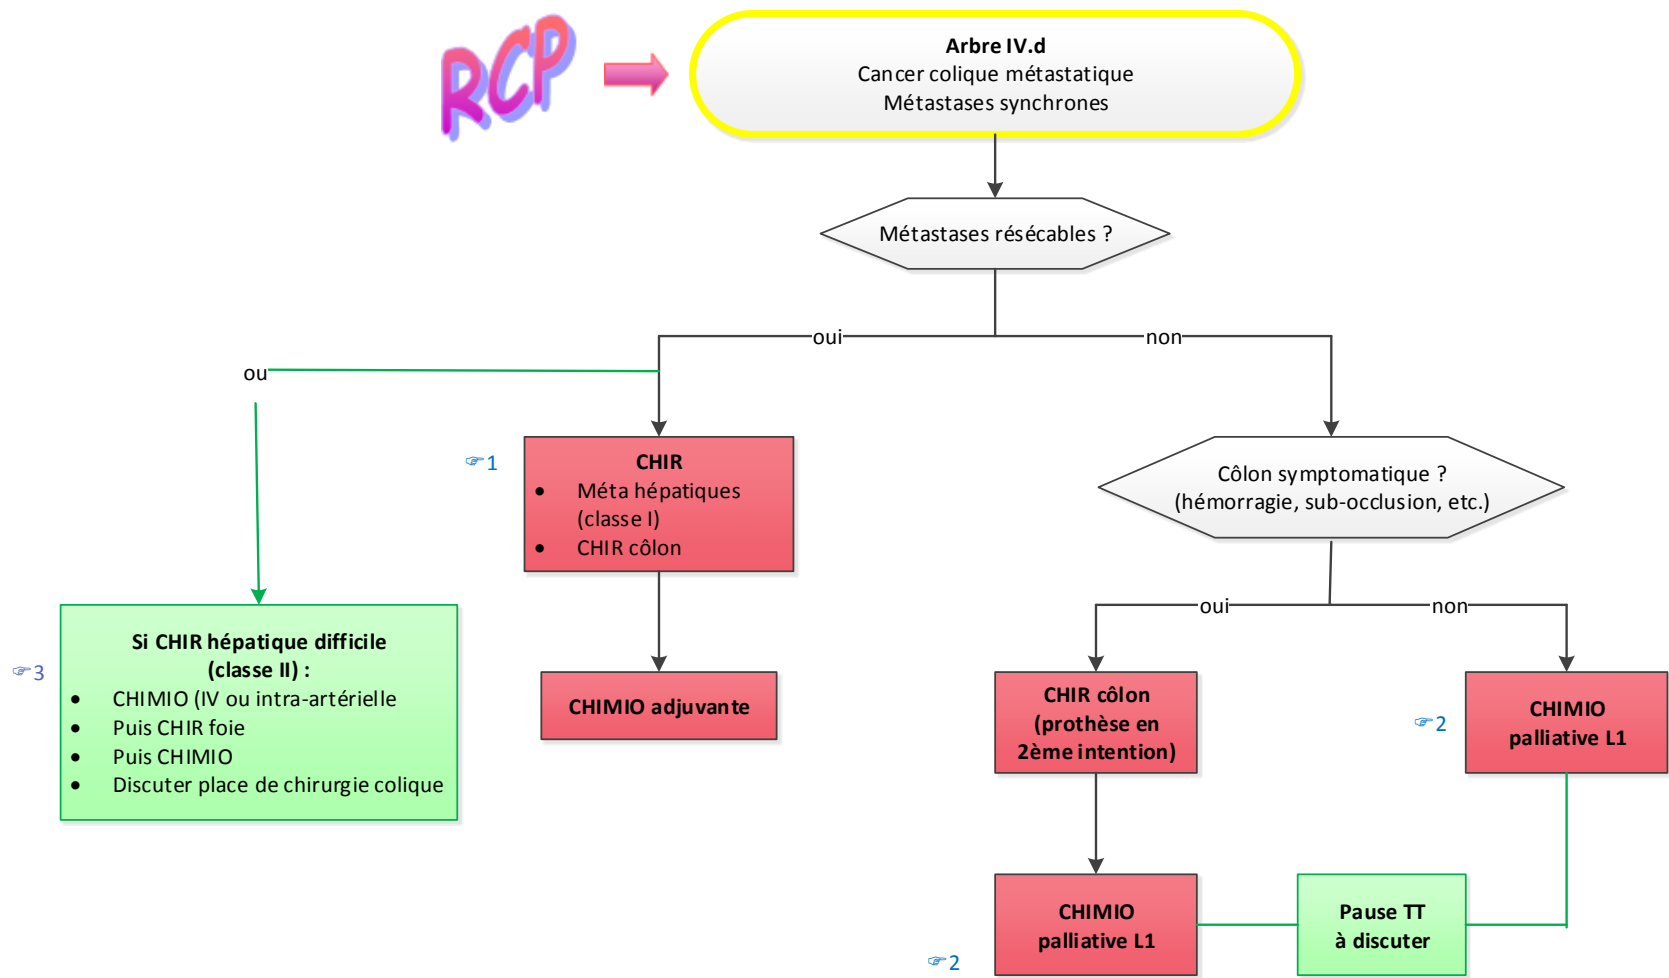 RCP
Arbre IV.d
Cancer colique métastatique
Métastases synchrones
Métastases résécables ?
oui
non
ou
☞1
CHIR
• Méta hépatiques
(classe I)
• CHIR côlon
Côlon symptomatique ?
(hémorragie, sub-occlusion, etc.)
oui
non
☞3
Si CHIR hépatique difficile
(classe II) :
• CHIMIO (IV ou intra-artérielle
• Puis CHIR foie
• Puis CHIMIO
• Discuter place de chirurgie colique
CHIMIO adjuvante
CHIR côlon
(prothèse en
2ème intention)
☞2
CHIMIO
palliative L1
CHIMIO
palliative L1
☞2
Pause TT
à discuter